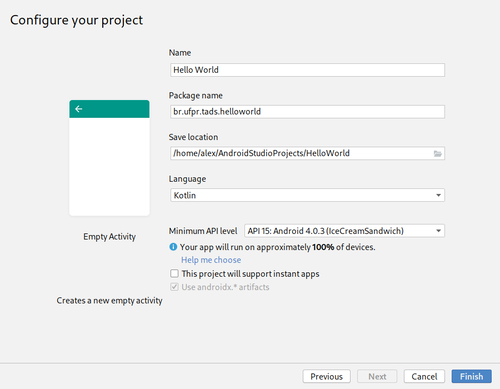 Configure your project
Name
Hello World
Package name
br.ufpr.tads.helloworld
Save location
/home/alex/AndroidStudioProjects/HelloWorld
Language
Kotlin
Empty Activity
Minimum API level
API 15: Android 4.0.3 (IceCreamSandwich)
Your app will run on approximately 100% of devices.
Help me choose
This project will support instant apps
Use androidx.* artifacts
Creates a new empty activity
Previous
Next
Cancel
Finish